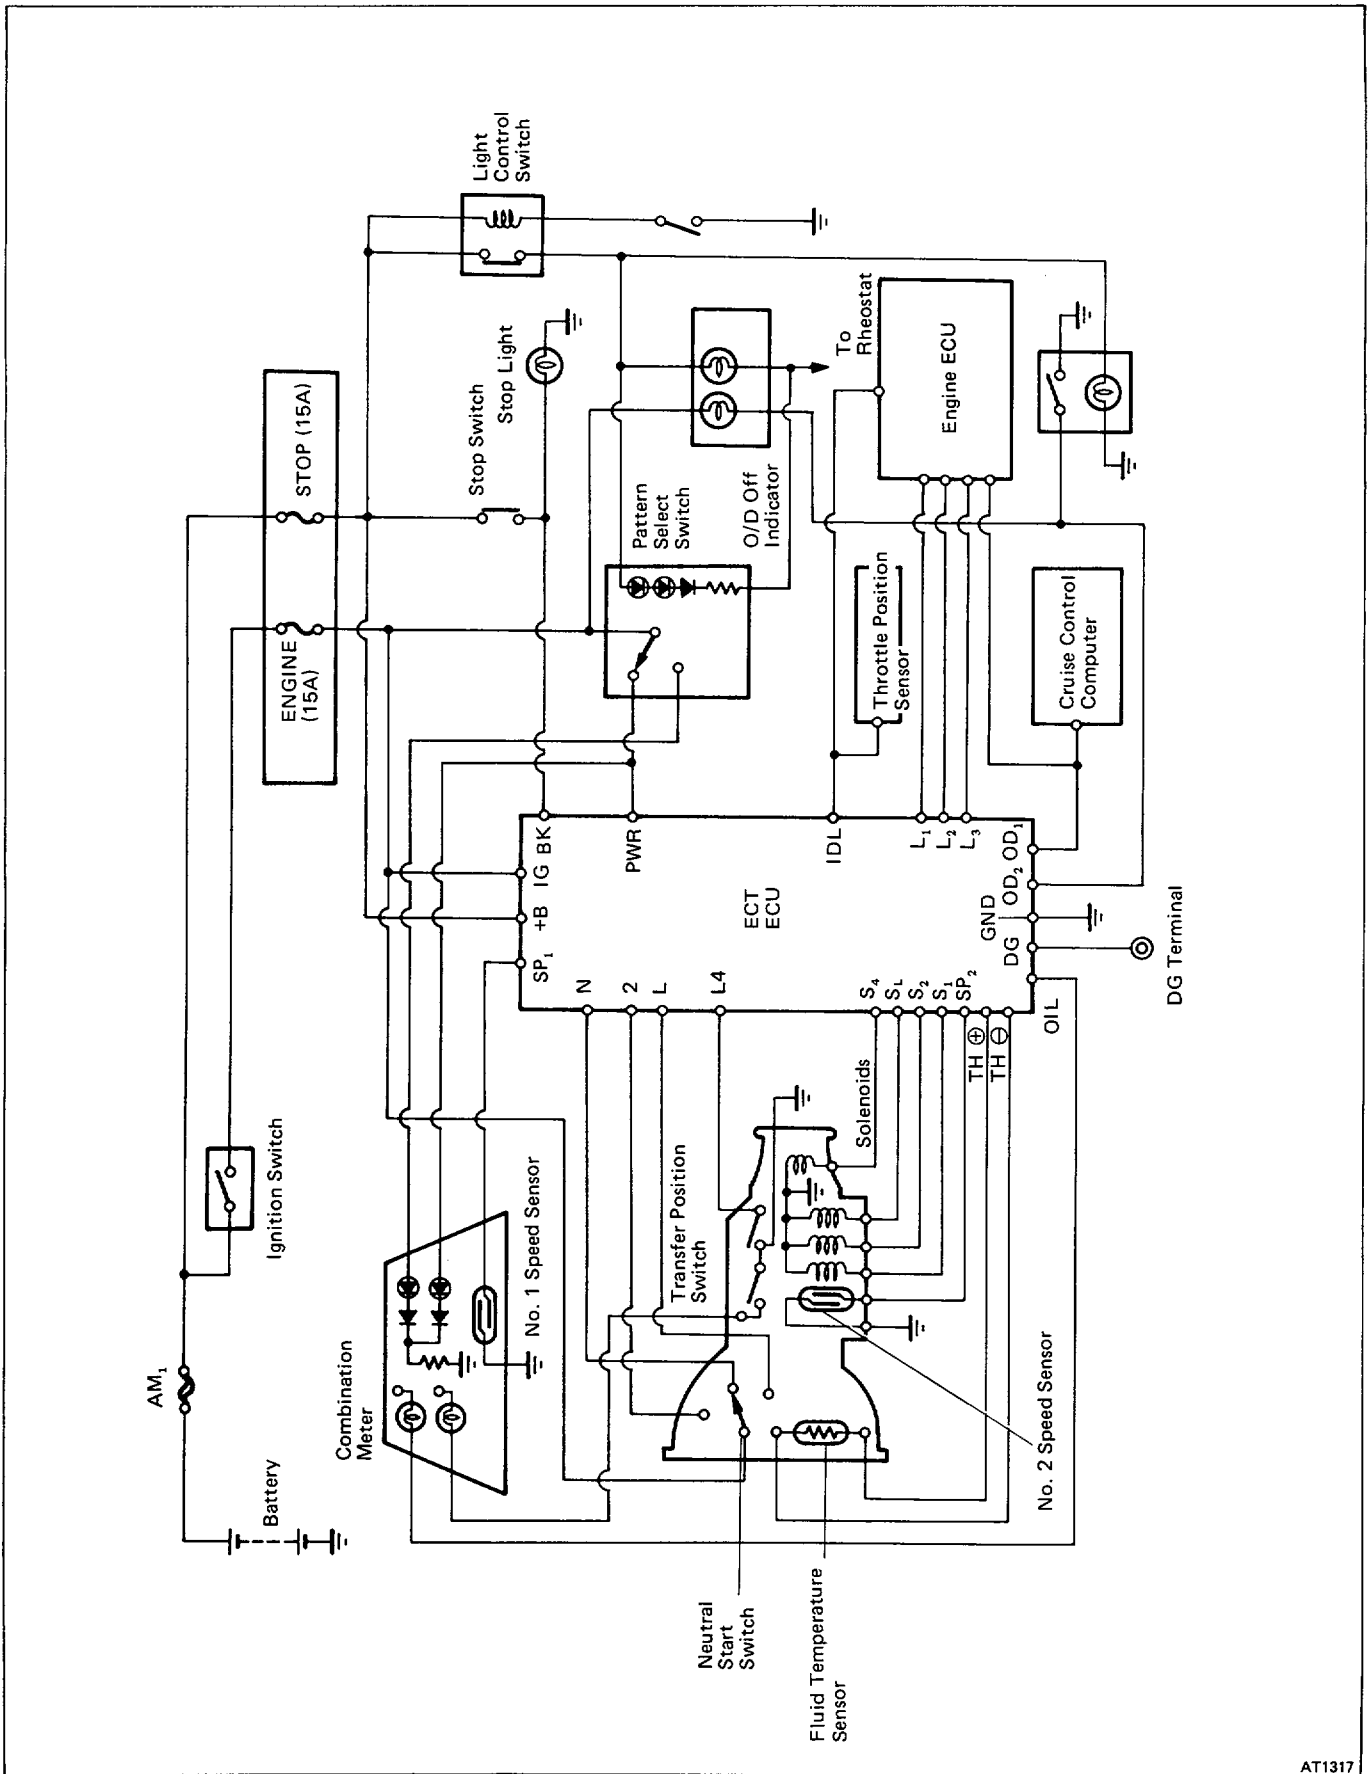 AM₁
Battery
Ignition Switch
ENGINE
(15A)
STOP (15A)
Light
Control
Switch
Stop Switch
Stop Light
Combination
Meter
No. 1 Speed Sensor
Pattern
Select
Switch
O/D Off
Indicator
To
Rheostat
Engine ECU
Throttle Position
Sensor
Cruise Control
Computer
ECT
ECU
SP₁
+B
IG
BK
PWR
IDL
L₁
L₂
L₃
OD₁
OD₂
GND
DG
OIL
N
2
L
L4
S₄
S_L
S₂
S₁
SP₂
TH ⊕
TH ⊖
DG Terminal
Solenoids
Transfer Position
Switch
No. 2 Speed Sensor
Neutral
Start
Switch
Fluid Temperature
Sensor
AT1317